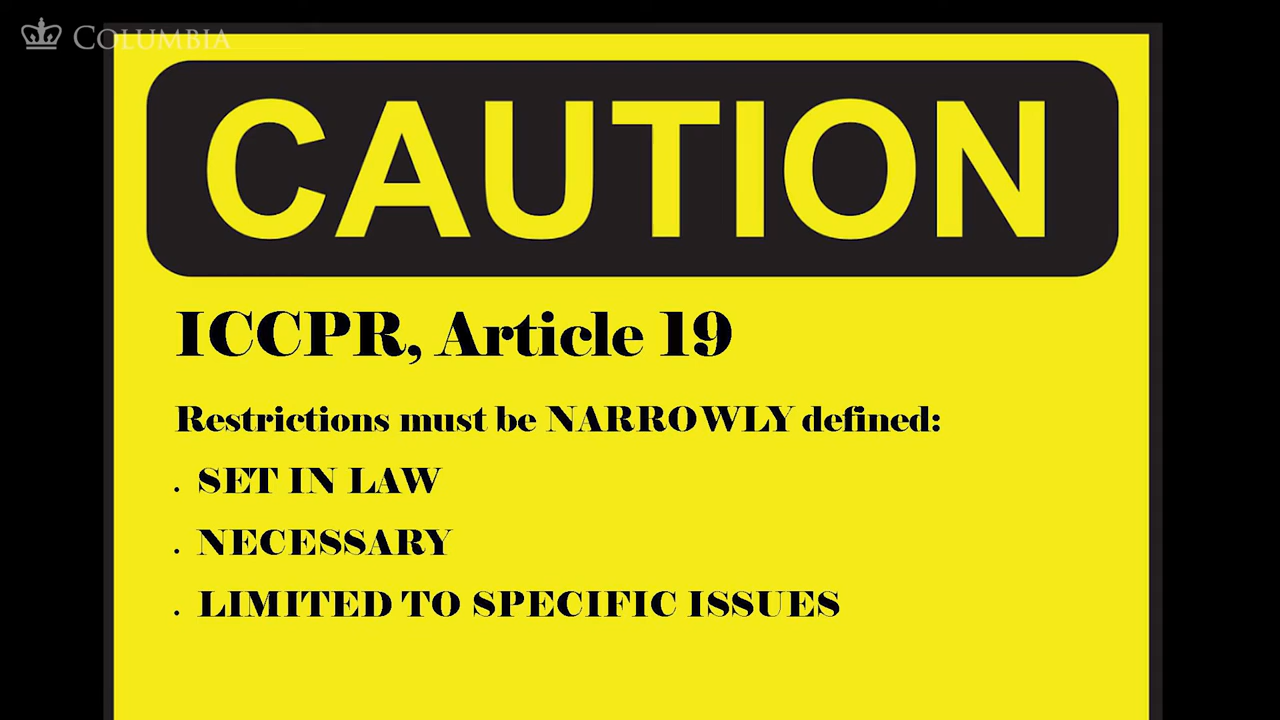 COLUMBIA
CAUTION
ICCPR, Article 19
Restrictions must be NARROWLY defined:
. SET IN LAW
. NECESSARY
. LIMITED TO SPECIFIC ISSUES